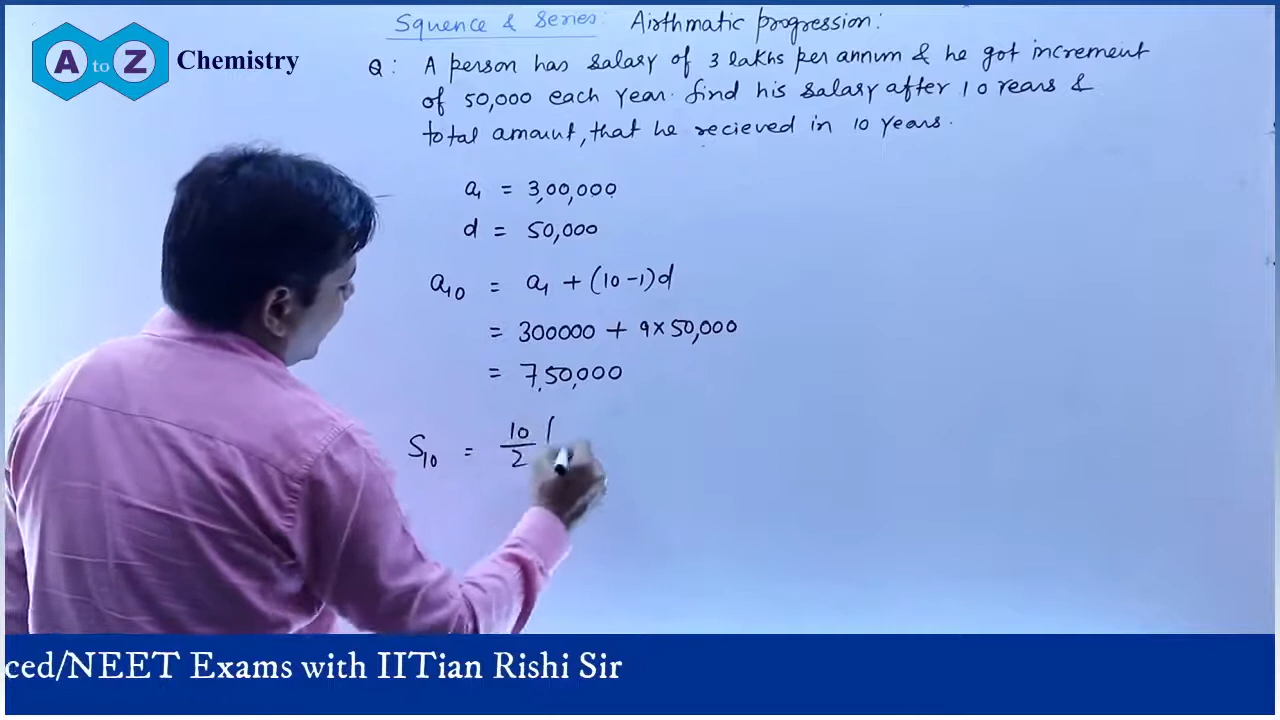 Squence & Series: Airthmatic progression:
A to Z Chemistry
Q: A person has salary of 3 lakhs per annum & he got increment
of 50,000 each year. find his salary after 10 rears &
total amount, that he recieved in 10 years.
a1 = 3,00,000
d = 50,000
a10 = a1 + (10-1)d
= 300000 + 9×50,000
= 7,50,000
S10 = 10/2 (
ced/NEET Exams with IITian Rishi Sir